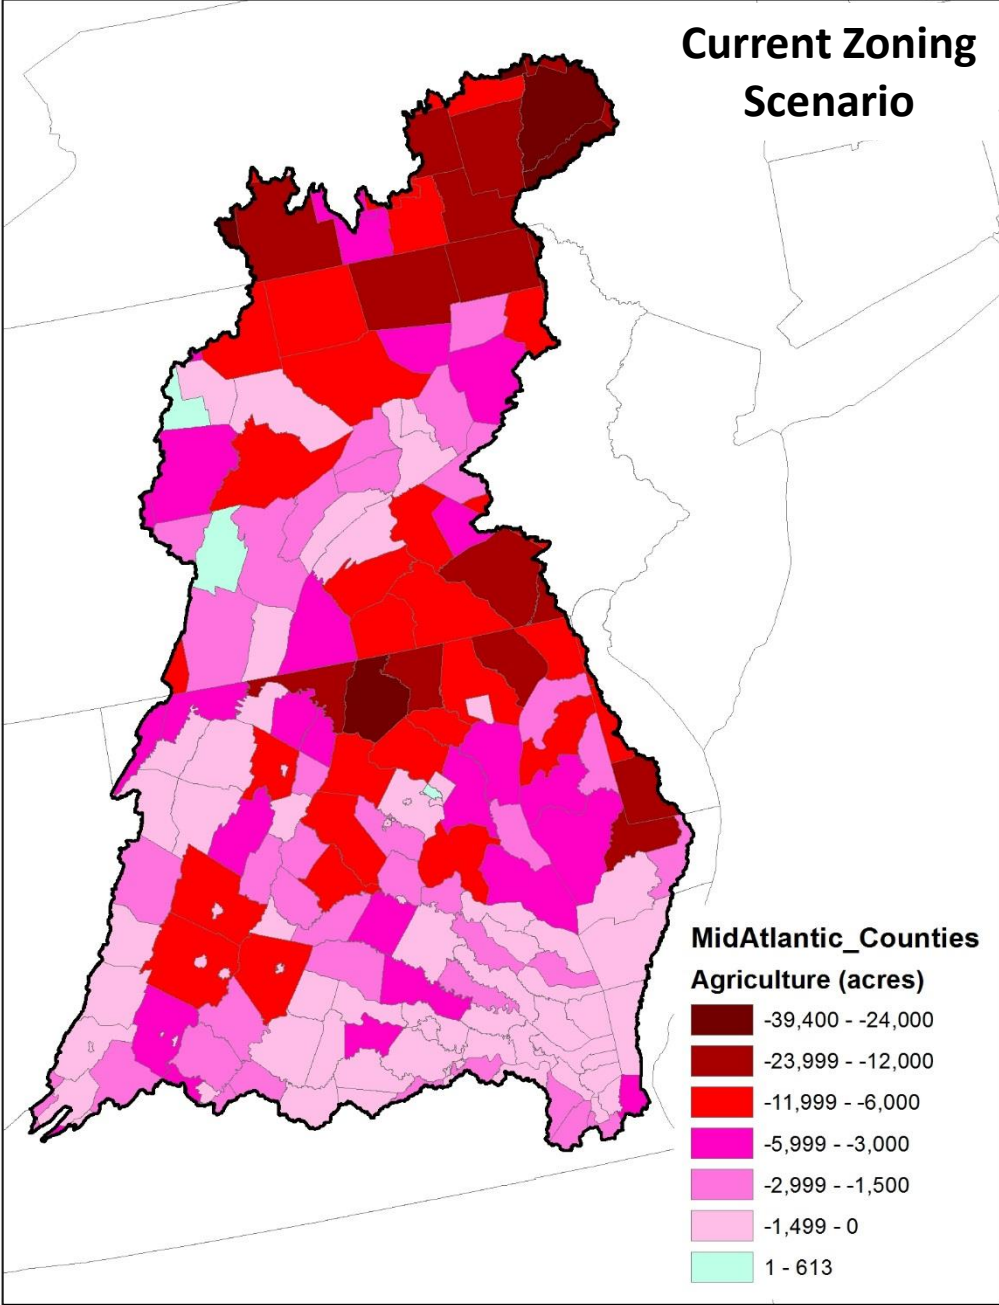 Current Zoning
Scenario
MidAtlantic_Counties
Agriculture (acres)
-39,400 - -24,000
-23,999 - -12,000
-11,999 - -6,000
-5,999 - -3,000
-2,999 - -1,500
-1,499 - 0
1 - 613